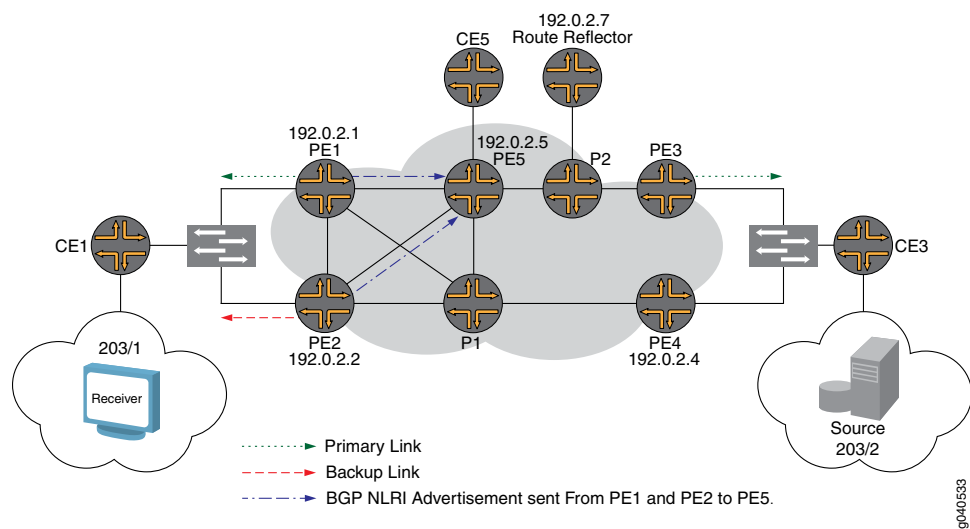 192.0.2.7
Route Reflector
CE5
192.0.2.1
PE1
192.0.2.5
PE5
P2
PE3
CE1
CE3
PE2
192.0.2.2
P1
PE4
192.0.2.4
203/1
Receiver
Source
203/2
Primary Link
Backup Link
BGP NLRI Advertisement sent From PE1 and PE2 to PE5.
g040533